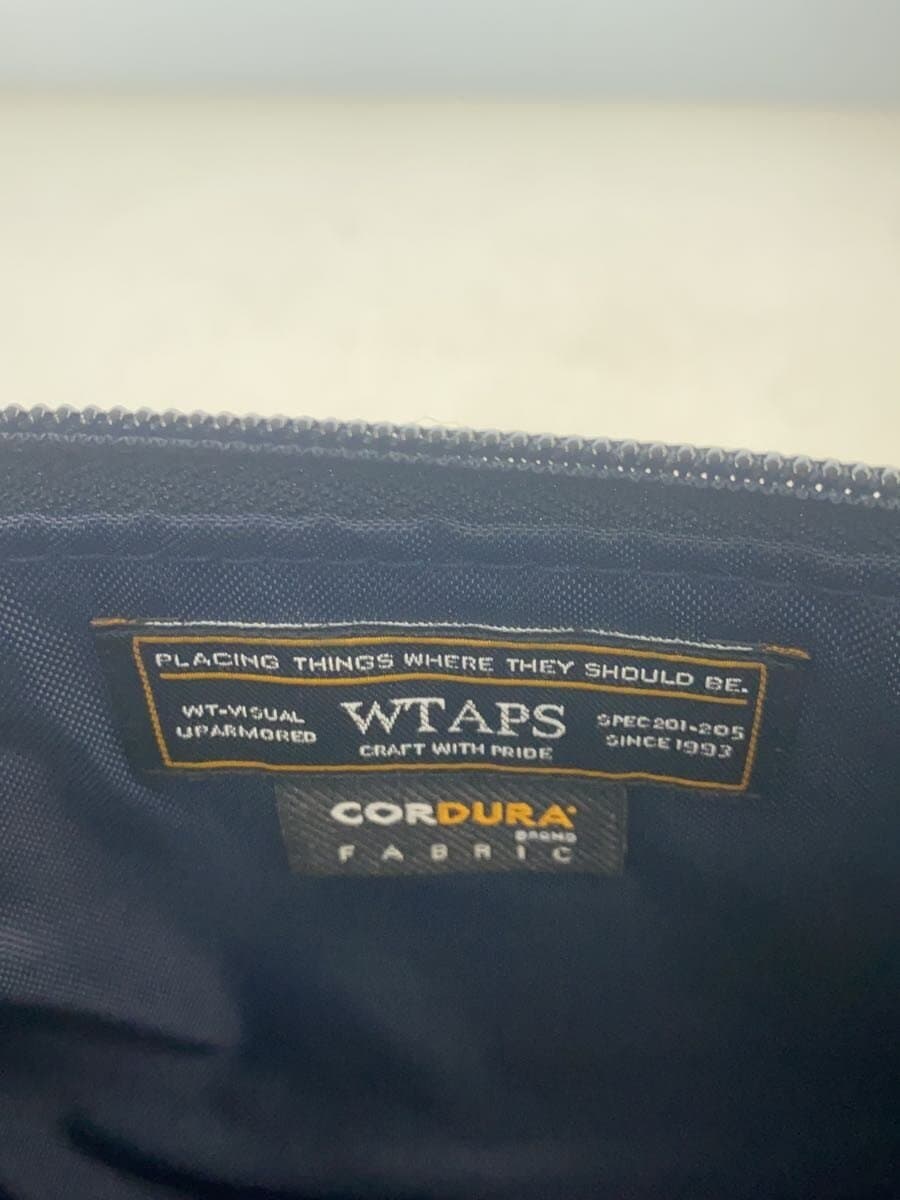 PLACING THINGS WHERE THEY SHOULD BE.
WT-VISUAL
UPARMORED
WTAPS
CRAFT WITH PRIDE
SPEC 201-205
SINCE 1993
CORDURA
BRAND
FABRIC